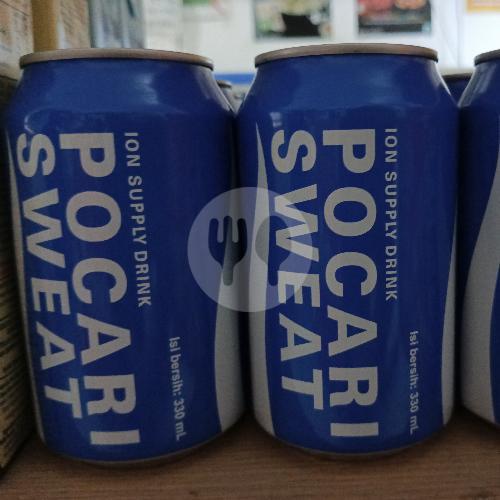 POCARI
SWEAT
ION SUPPLY DRINK
Isi bersih: 330 mL
POCARI
SWEAT
ION SUPPLY DRINK
Isi bersih: 330 mL